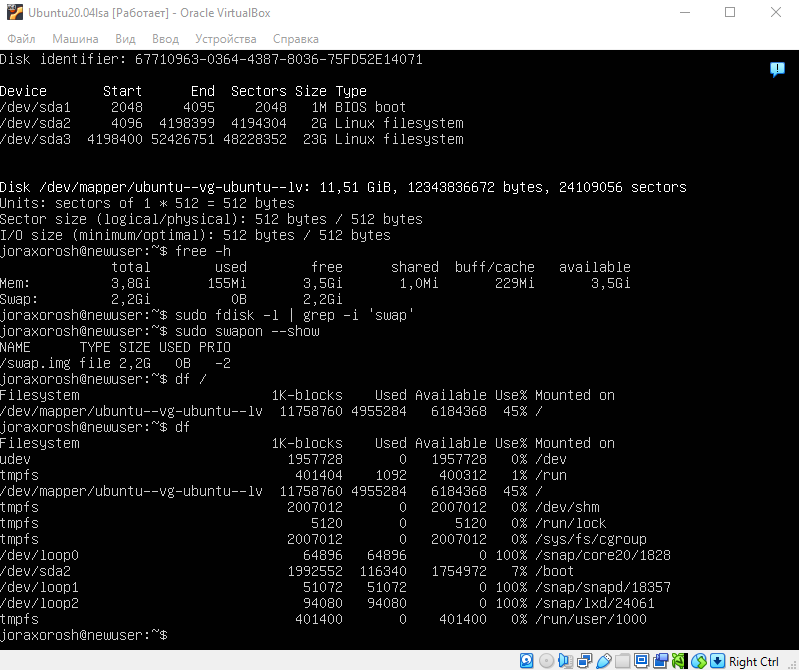 Ubuntu20.04lsa [Работает] - Oracle VirtualBox
Файл Машина Вид Ввод Устройства Справка
Disk identifier: 67710963-0364-4387-8036-75FD52E14071
Device       Start      End  Sectors Size Type
/dev/sda1     2048     4095     2048   1M BIOS boot
/dev/sda2     4096  4198399  4194304   2G Linux filesystem
/dev/sda3  4198400 52426751 48228352  23G Linux filesystem
Disk /dev/mapper/ubuntu--vg-ubuntu--lv: 11,51 GiB, 12343836672 bytes, 24109056 sectors
Units: sectors of 1 * 512 = 512 bytes
Sector size (logical/physical): 512 bytes / 512 bytes
I/O size (minimum/optimal): 512 bytes / 512 bytes
joraxorosh@newuser:~$ free -h
              total        used        free      shared  buff/cache   available
Mem:          3,8Gi       155Mi       3,5Gi       1,0Mi       229Mi       3,5Gi
Swap:         2,2Gi          0B       2,2Gi
joraxorosh@newuser:~$ sudo fdisk -l | grep -i 'swap'
joraxorosh@newuser:~$ sudo swapon --show
NAME      TYPE SIZE USED PRIO
/swap.img file 2,2G   0B   -2
joraxorosh@newuser:~$ df /
Filesystem                        1K-blocks    Used Available Use% Mounted on
/dev/mapper/ubuntu--vg-ubuntu--lv  11758760 4955284   6184368  45% /
joraxorosh@newuser:~$ df
Filesystem                        1K-blocks    Used Available Use% Mounted on
udev                                1957728       0   1957728   0% /dev
tmpfs                                401404    1092    400312   1% /run
/dev/mapper/ubuntu--vg-ubuntu--lv  11758760 4955284   6184368  45% /
tmpfs                               2007012       0   2007012   0% /dev/shm
tmpfs                                  5120       0      5120   0% /run/lock
tmpfs                               2007012       0   2007012   0% /sys/fs/cgroup
/dev/loop0                            64896   64896         0 100% /snap/core20/1828
/dev/sda2                           1992552  116340   1754972   7% /boot
/dev/loop1                            51072   51072         0 100% /snap/snapd/18357
/dev/loop2                            94080   94080         0 100% /snap/lxd/24061
tmpfs                                401400       0    401400   0% /run/user/1000
joraxorosh@newuser:~$
Right Ctrl